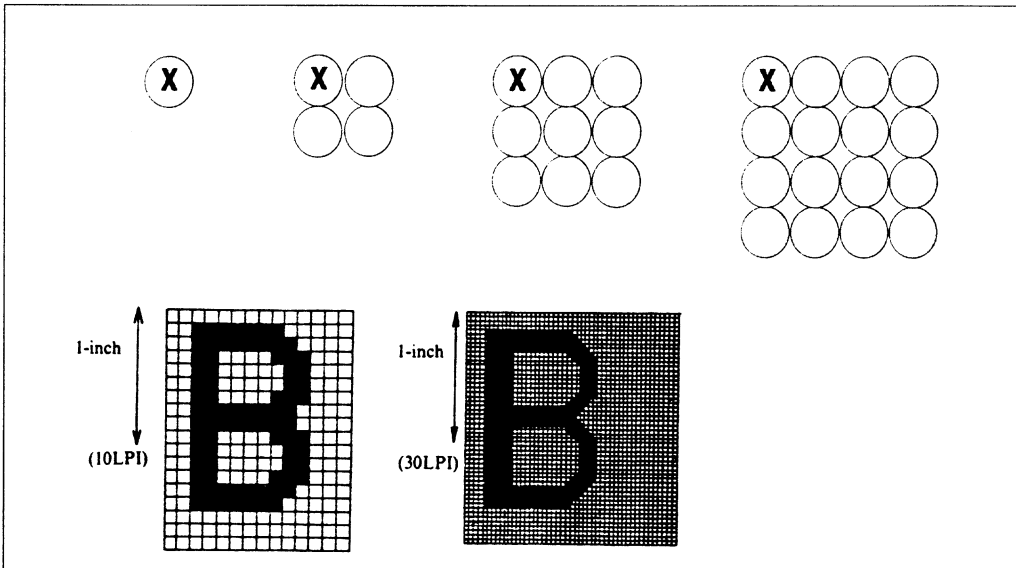 X X X X
1-inch
(10LPI)
B
1-inch
(30LPI)
B